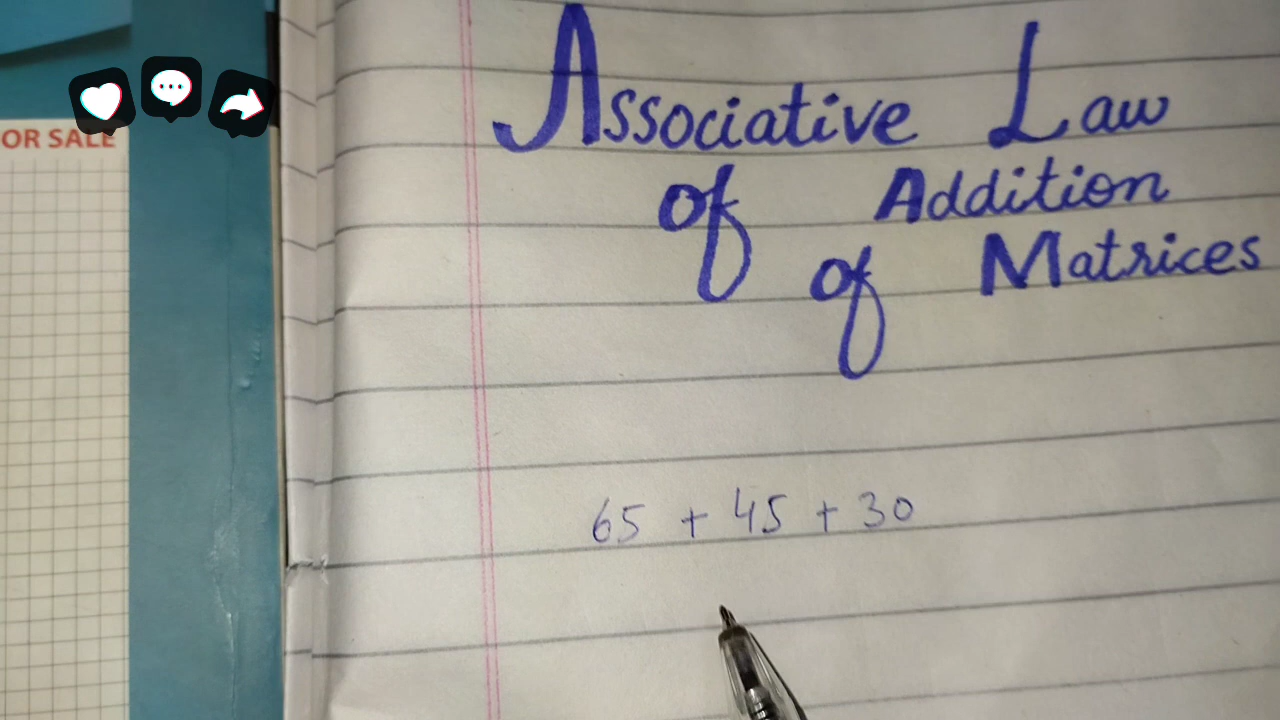 OR SALE
Associative Law
of Addition
of Matrices
65 + 45 + 30